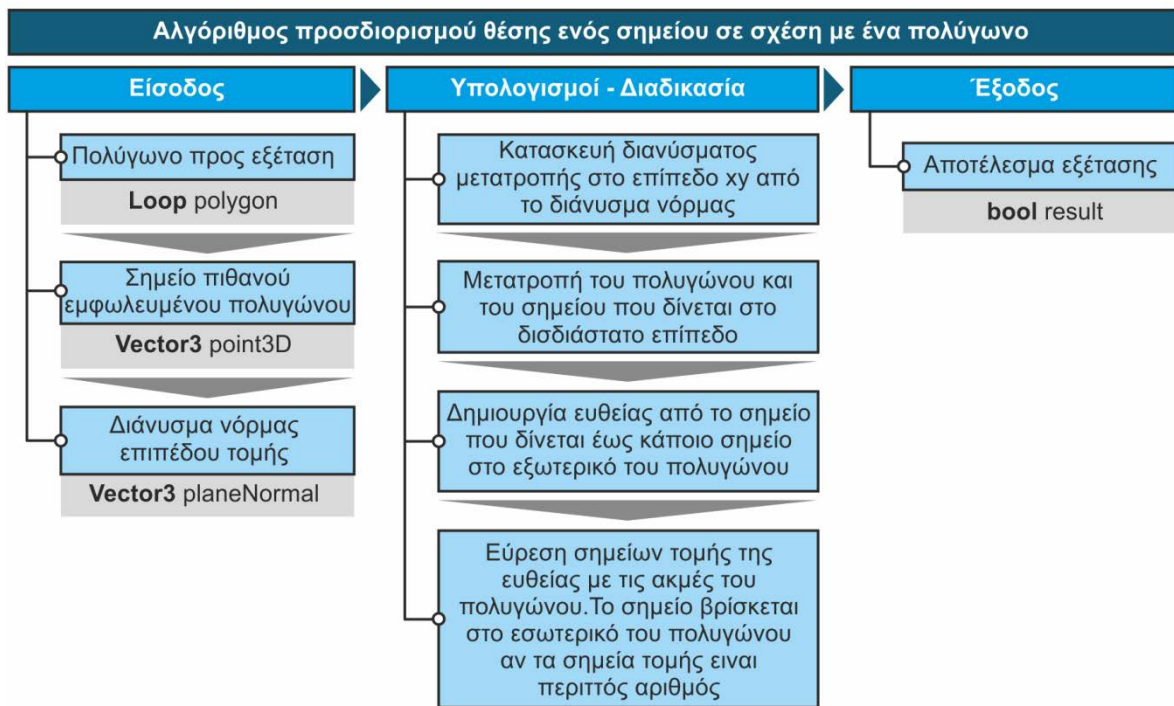 Αλγόριθμος προσδιορισμού θέσης ενός σημείου σε σχέση με ένα πολύγωνο
Είσοδος
Πολύγωνο προς εξέταση
Loop polygon
Σημείο πιθανού
εμφωλευμένου πολυγώνου
Vector3 point3D
Διάνυσμα νόρμας
επιπέδου τομής
Vector3 planeNormal
Υπολογισμοί - Διαδικασία
Κατασκευή διανύσματος
μετατροπής στο επίπεδο xy από
το διάνυσμα νόρμας
Μετατροπή του πολυγώνου και
του σημείου που δίνεται στο
δισδιάστατο επίπεδο
Δημιουργία ευθείας από το σημείο
που δίνεται έως κάποιο σημείο
στο εξωτερικό του πολυγώνου
Εύρεση σημείων τομής της
ευθείας με τις ακμές του
πολυγώνου.Το σημείο βρίσκεται
στο εσωτερικό του πολυγώνου
αν τα σημεία τομής ειναι
περιττός αριθμός
Έξοδος
Αποτέλεσμα εξέτασης
bool result